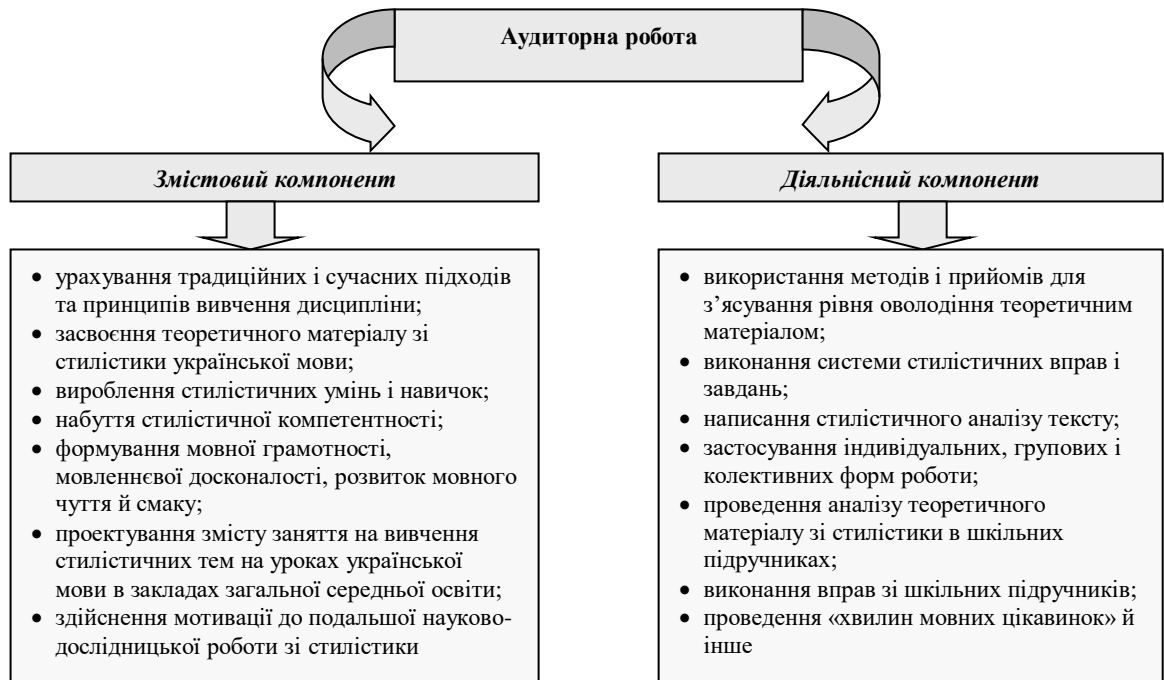 Аудиторна робота
Змістовий компонент
• урахування традиційних і сучасних підходів
та принципів вивчення дисципліни;
• засвоєння теоретичного матеріалу зі
стилістики української мови;
• вироблення стилістичних умінь і навичок;
• набуття стилістичної компетентності;
• формування мовної грамотності,
мовленнєвої досконалості, розвиток мовного
чуття й смаку;
• проектування змісту заняття на вивчення
стилістичних тем на уроках української
мови в закладах загальної середньої освіти;
• здійснення мотивації до подальшої науково-
дослідницької роботи зі стилістики
Діяльнісний компонент
• використання методів і прийомів для
з’ясування рівня оволодіння теоретичним
матеріалом;
• виконання системи стилістичних вправ і
завдань;
• написання стилістичного аналізу тексту;
• застосування індивідуальних, групових і
колективних форм роботи;
• проведення аналізу теоретичного
матеріалу зі стилістики в шкільних
підручниках;
• виконання вправ зі шкільних підручників;
• проведення «хвилин мовних цікавинок» й
інше